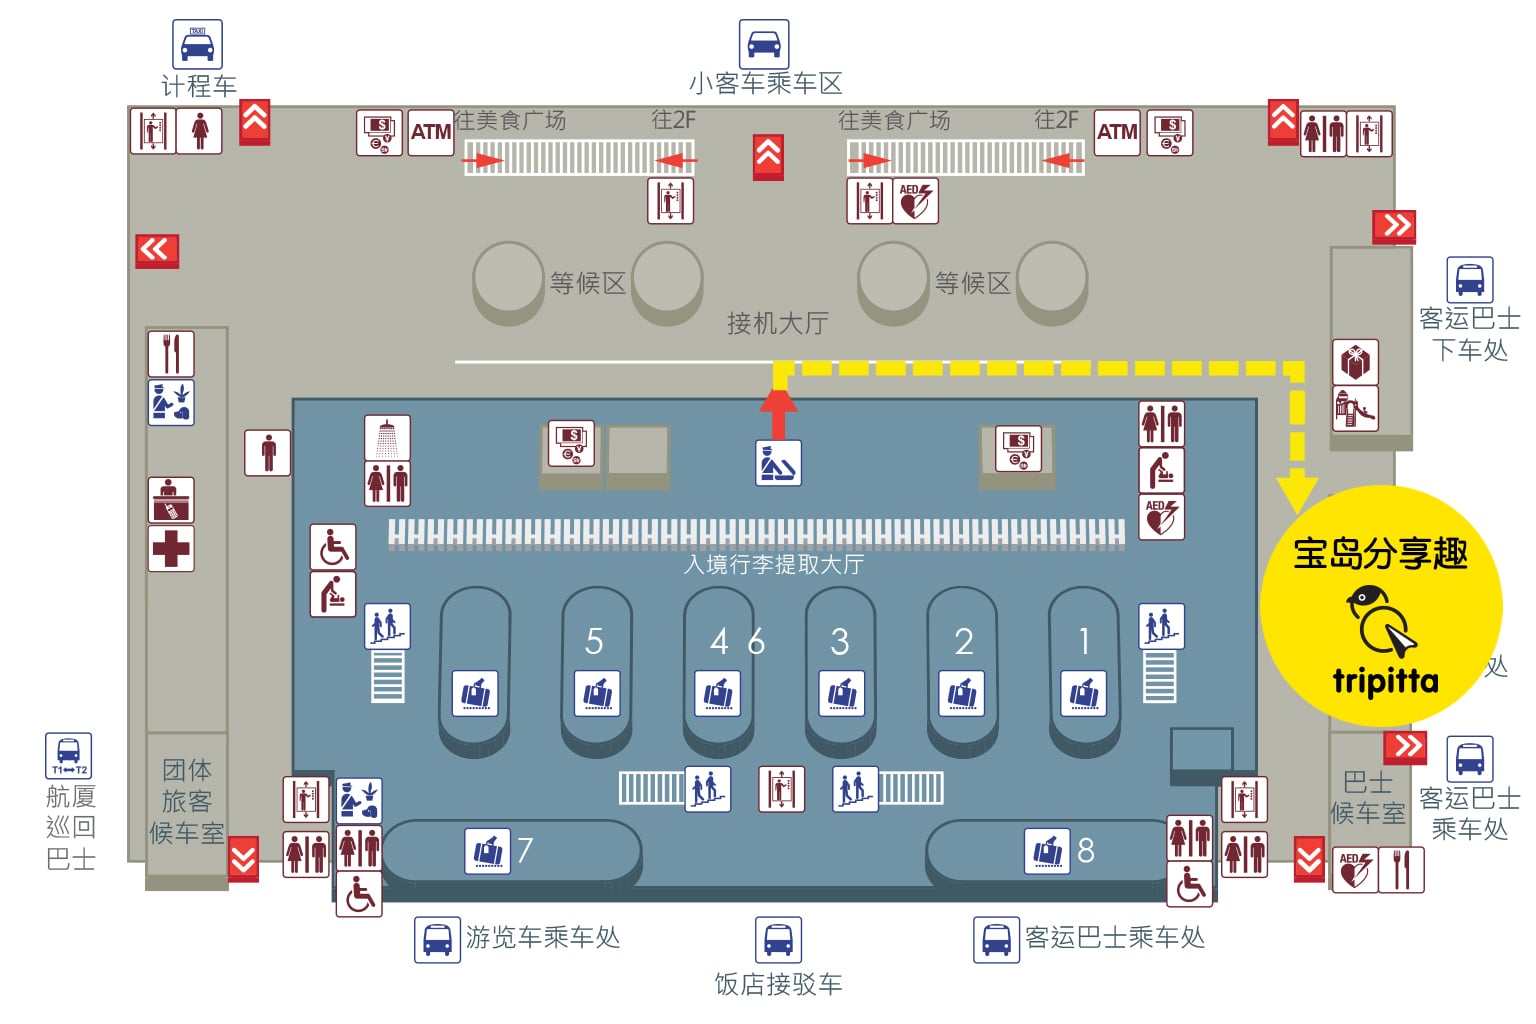 TAXI
计程车
小客车乘车区
ATM
往美食广场
往2F
往美食广场
往2F
ATM
AED
等候区
等候区
接机大厅
客运巴士
下车处
AED
入境行李提取大厅
宝岛分享趣
tripitta
处
5
4
6
3
2
1
T1↔T2
航厦
巡回
巴士
团体
旅客
候车室
巴士
候车室
客运巴士
乘车处
7
8
AED
游览车乘车处
饭店接驳车
客运巴士乘车处